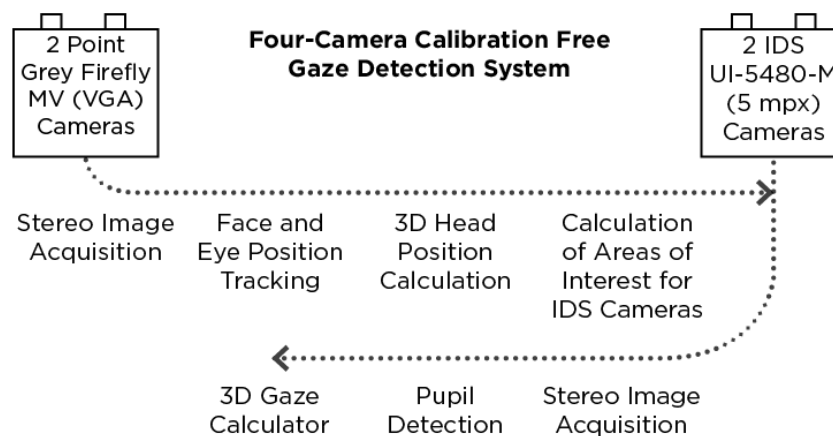 2 Point
Grey Firefly
MV (VGA)
Cameras
Four-Camera Calibration Free
Gaze Detection System
2 IDS
UI-5480-M
(5 mpx)
Cameras
Stereo Image
Acquisition
Face and
Eye Position
Tracking
3D Head
Position
Calculation
Calculation
of Areas of
Interest for
IDS Cameras
3D Gaze
Calculator
Pupil
Detection
Stereo Image
Acquisition